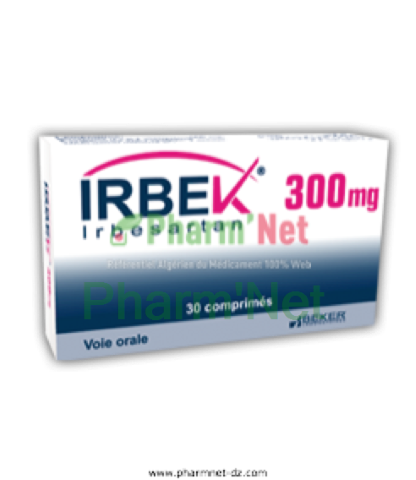 IRBEK®
300mg
Irbesartan
Pharm'Net
Référentiel Algérien du Médicament 100% Web
Pharm'Net
30 comprimés
BEKER
Voie orale
www.pharmnet-dz.com